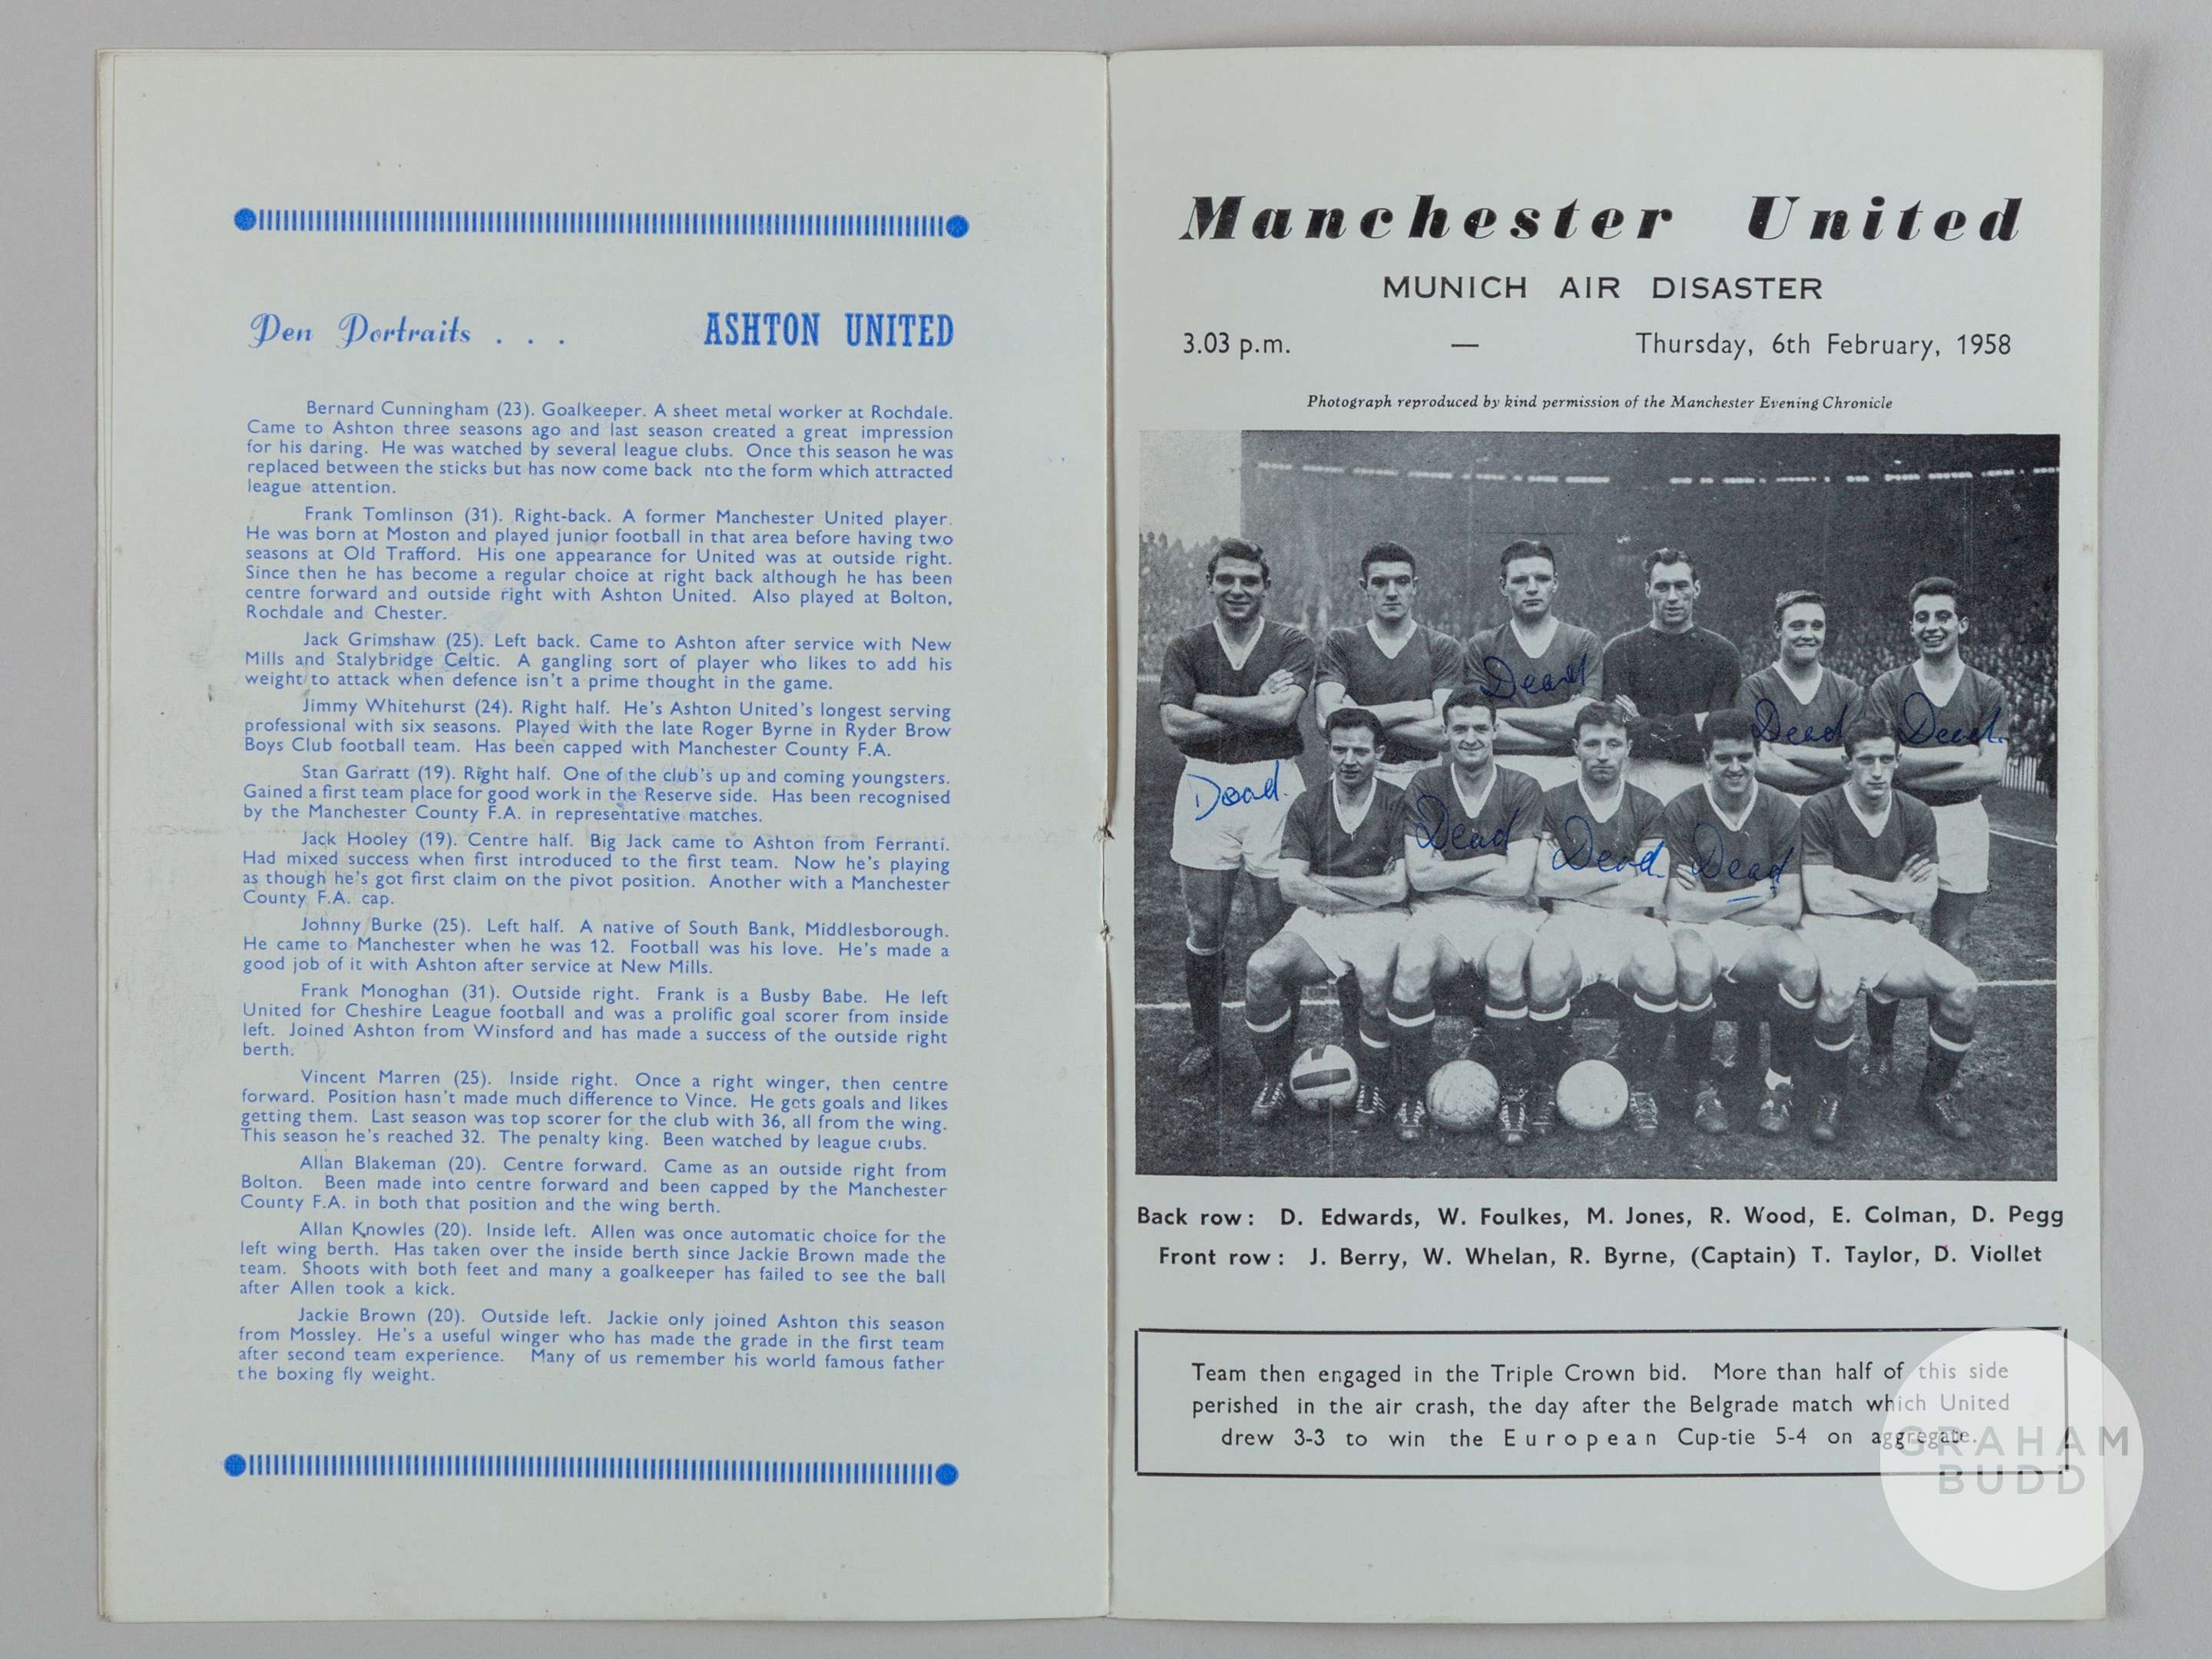 Pen Portraits . . . ASHTON UNITED
Bernard Cunningham (23). Goalkeeper. A sheet metal worker at Rochdale.
Came to Ashton three seasons ago and last season created a great impression
for his daring. He was watched by several league clubs. Once this season he was
replaced between the sticks but has now come back nto the form which attracted
league attention.
Frank Tomlinson (31). Right-back. A former Manchester United player.
He was born at Moston and played junior football in that area before having two
seasons at Old Trafford. His one appearance for United was at outside right.
Since then he has become a regular choice at right back although he has been
centre forward and outside right with Ashton United. Also played at Bolton,
Rochdale and Chester.
Jack Grimshaw (25). Left back. Came to Ashton after service with New
Mills and Stalybridge Celtic. A gangling sort of player who likes to add his
weight to attack when defence isn't a prime thought in the game.
Jimmy Whitehurst (24). Right half. He's Ashton United's longest serving
professional with six seasons. Played with the late Roger Byrne in Ryder Brow
Boys Club football team. Has been capped with Manchester County F.A.
Stan Garratt (19). Right half. One of the club's up and coming youngsters.
Gained a first team place for good work in the Reserve side. Has been recognised
by the Manchester County F.A. in representative matches.
Jack Hooley (19). Centre half. Big Jack came to Ashton from Ferranti.
Had mixed success when first introduced to the first team. Now he's playing
as though he's got first claim on the pivot position. Another with a Manchester
County F.A. cap.
Johnny Burke (25). Left half. A native of South Bank, Middlesborough.
He came to Manchester when he was 12. Football was his love. He's made a
good job of it with Ashton after service at New Mills.
Frank Monoghan (31). Outside right. Frank is a Busby Babe. He left
United for Cheshire League football and was a prolific goal scorer from inside
left. Joined Ashton from Winsford and has made a success of the outside right
berth.
Vincent Marren (25). Inside right. Once a right winger, then centre
forward. Position hasn't made much difference to Vince. He gets goals and likes
getting them. Last season was top scorer for the club with 36, all from the wing.
This season he's reached 32. The penalty king. Been watched by league clubs.
Allan Blakeman (20). Centre forward. Came as an outside right from
Bolton. Been made into centre forward and been capped by the Manchester
County F.A. in both that position and the wing berth.
Allan Knowles (20). Inside left. Allen was once automatic choice for the
left wing berth. Has taken over the inside berth since Jackie Brown made the
team. Shoots with both feet and many a goalkeeper has failed to see the ball
after Allen took a kick.
Jackie Brown (20). Outside left. Jackie only joined Ashton this season
from Mossley. He's a useful winger who has made the grade in the first team
after second team experience. Many of us remember his world famous father
the boxing fly weight.
Manchester United
MUNICH AIR DISASTER
3.03 p.m. — Thursday, 6th February, 1958
Photograph reproduced by kind permission of the Manchester Evening Chronicle
Dead
Dead
Dead.
Dead.
Dead
Dead.
Dead
Back row: D. Edwards, W. Foulkes, M. Jones, R. Wood, E. Colman, D. Pegg
Front row: J. Berry, W. Whelan, R. Byrne, (Captain) T. Taylor, D. Viollet
Team then engaged in the Triple Crown bid. More than half of this side
perished in the air crash, the day after the Belgrade match which United
drew 3-3 to win the European Cup-tie 5-4 on aggregate.
GRAHAM
BUDD